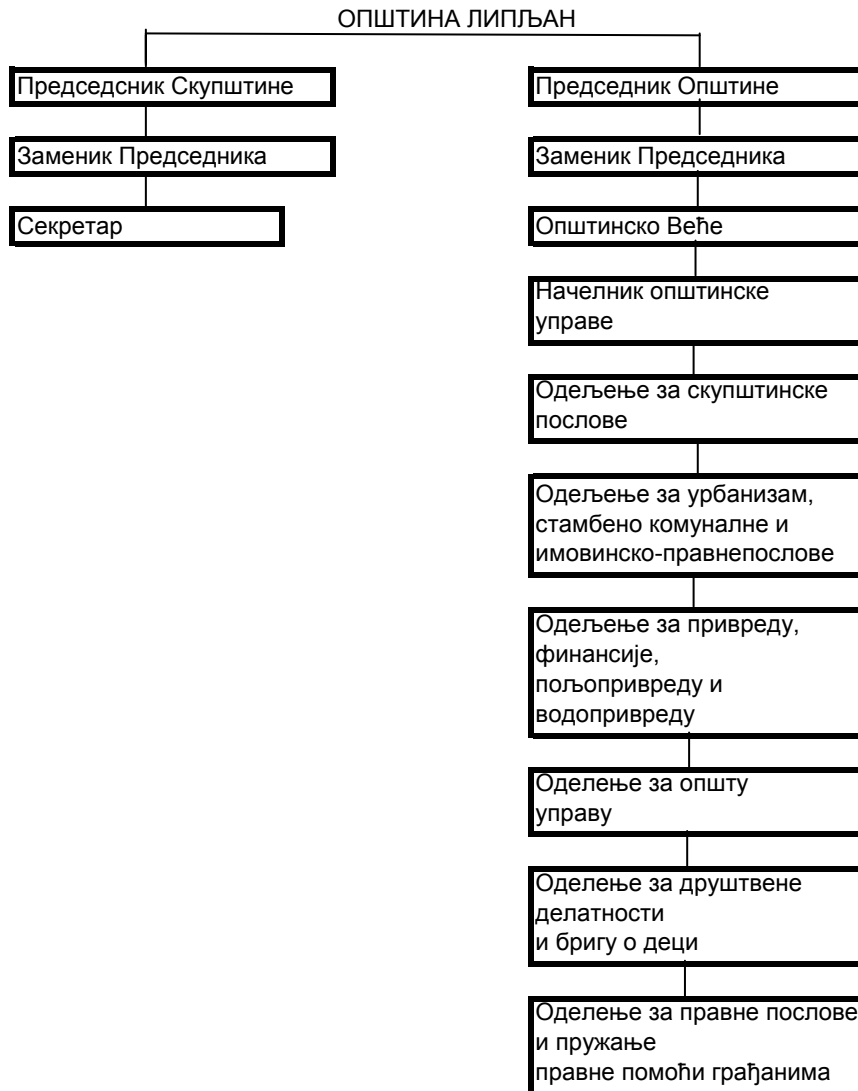 ОПШТИНА ЛИПЉАН
Председсник Скупштине
Заменик Председника
Секретар
Председник Општине
Заменик Председника
Општинско Веће
Начелник општинске
управе
Одељење за скупштинске
послове
Одељење за урбанизам,
стамбено комуналне и
имовинско-правнепослове
Одељење за привреду,
финансије,
пољопривреду и
водопривреду
Оделење за општу
управу
Оделење за друштвене
делатности
и бригу о деци
Оделење за правне послове
и пружање
правне помоћи грађанима